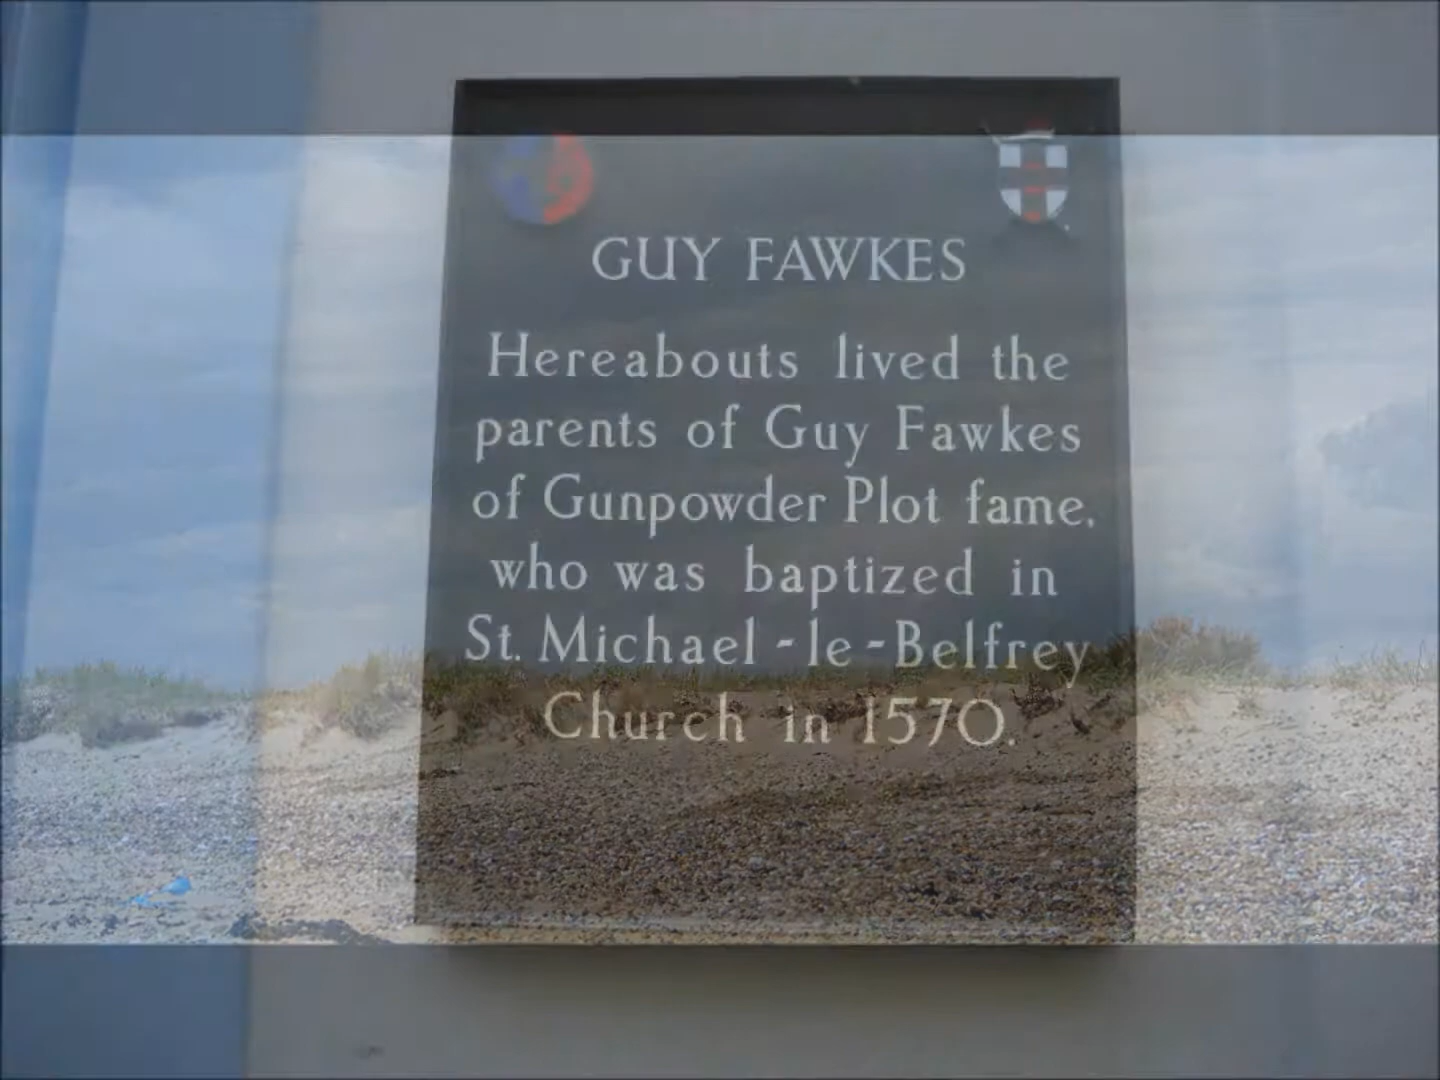 GUY FAWKES
Hereabouts lived the
parents of Guy Fawkes
of Gunpowder Plot fame,
who was baptized in
St. Michael-le-Belfrey
Church in 1570.